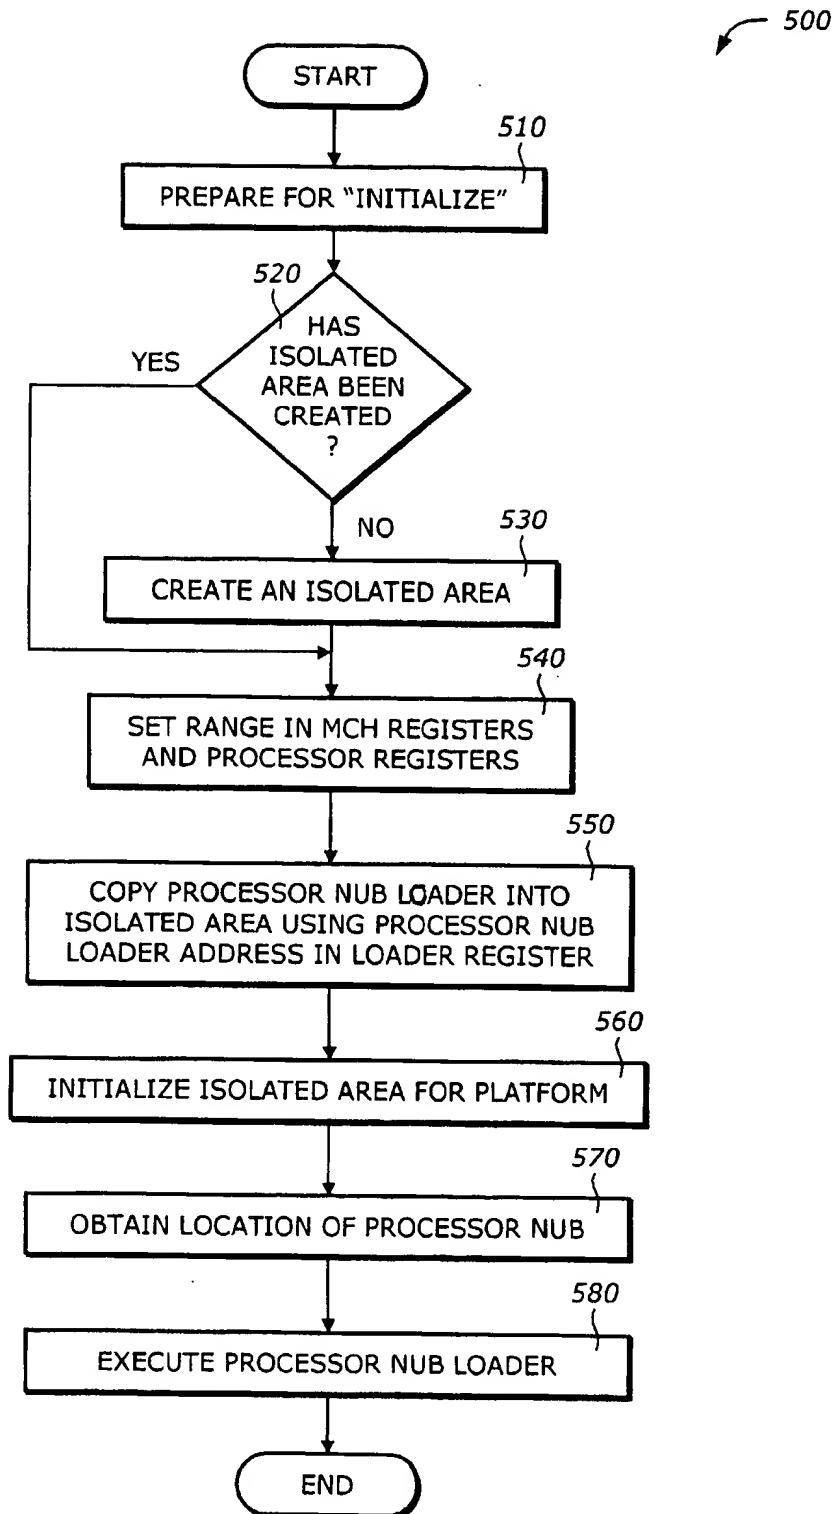 500
START
510
PREPARE FOR “INITIALIZE”
520
HAS
ISOLATED
AREA BEEN
CREATED
?
YES
NO
530
CREATE AN ISOLATED AREA
540
SET RANGE IN MCH REGISTERS
AND PROCESSOR REGISTERS
550
COPY PROCESSOR NUB LOADER INTO
ISOLATED AREA USING PROCESSOR NUB
LOADER ADDRESS IN LOADER REGISTER
560
INITIALIZE ISOLATED AREA FOR PLATFORM
570
OBTAIN LOCATION OF PROCESSOR NUB
580
EXECUTE PROCESSOR NUB LOADER
END